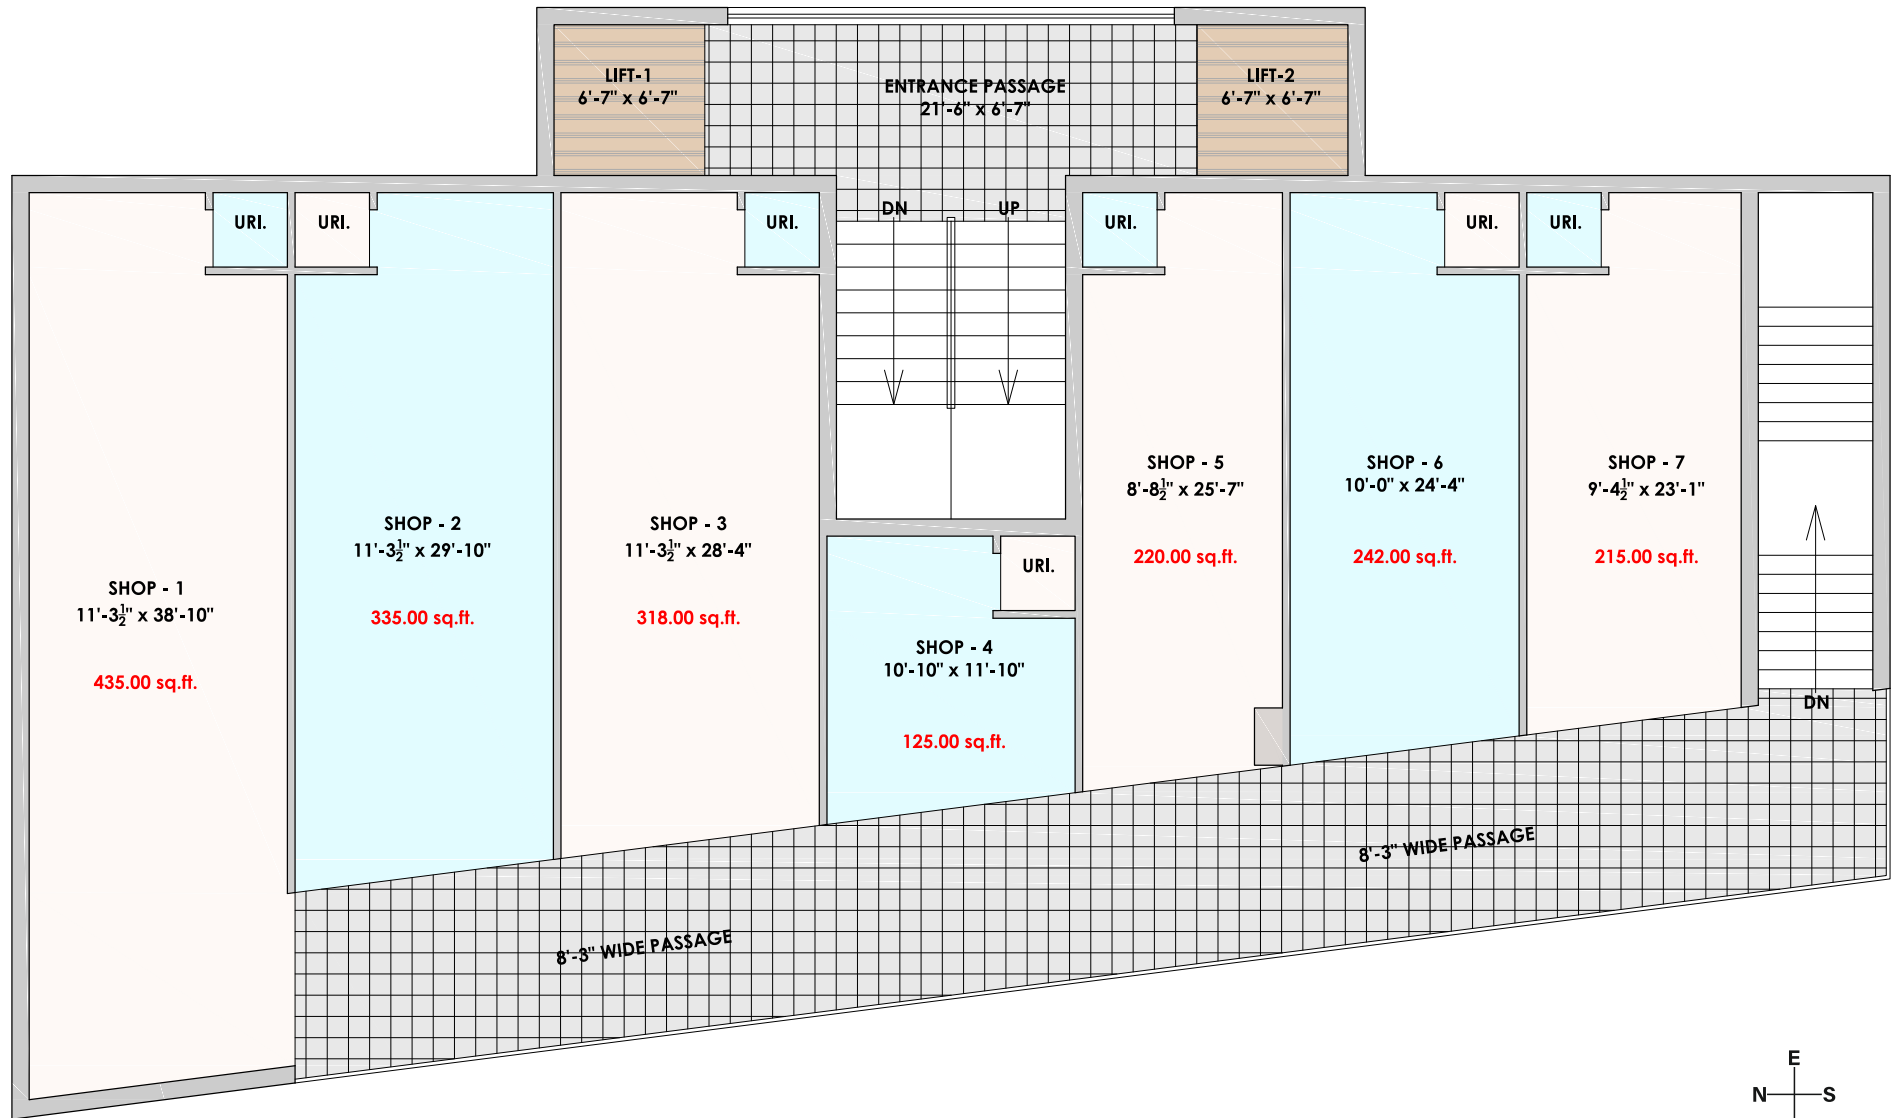 LIFT-1
6'-7" x 6'-7"
ENTRANCE PASSAGE
21'-6" x 6'-7"
LIFT-2
6'-7" x 6'-7"
DN
UP
URI.
URI.
URI.
URI.
URI.
URI.
SHOP - 1
11'-3½" x 38'-10"
435.00 sq.ft.
SHOP - 2
11'-3½" x 29'-10"
335.00 sq.ft.
SHOP - 3
11'-3½" x 28'-4"
318.00 sq.ft.
URI.
SHOP - 4
10'-10" x 11'-10"
125.00 sq.ft.
SHOP - 5
8'-8½" x 25'-7"
220.00 sq.ft.
SHOP - 6
10'-0" x 24'-4"
242.00 sq.ft.
SHOP - 7
9'-4½" x 23'-1"
215.00 sq.ft.
DN
8'-3" WIDE PASSAGE
8'-3" WIDE PASSAGE
E
N S